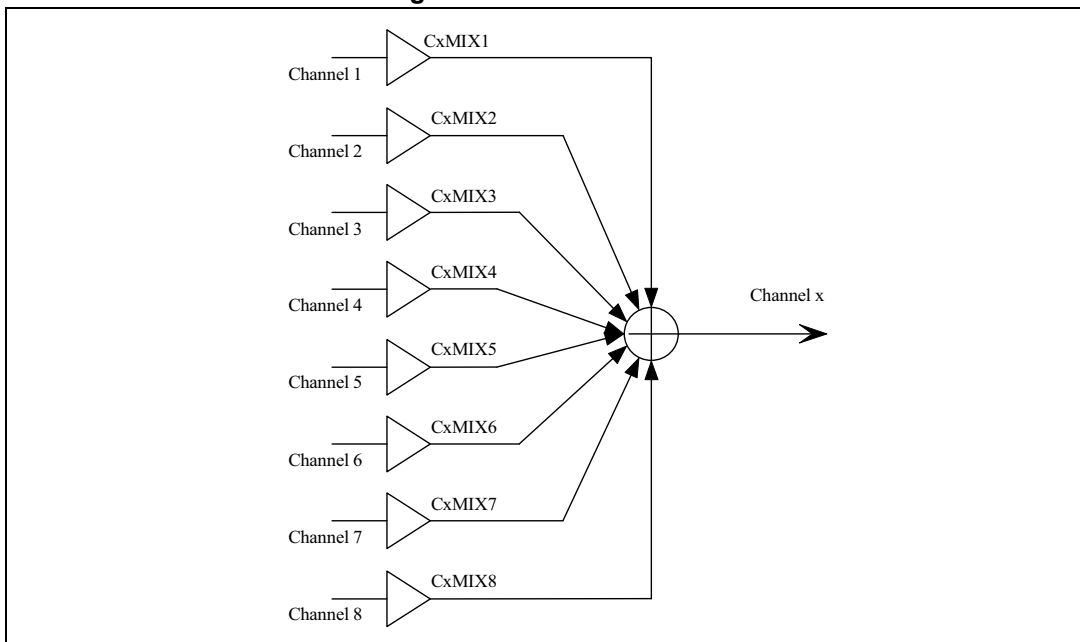 CxMIX1
Channel 1
CxMIX2
Channel 2
CxMIX3
Channel 3
CxMIX4
Channel 4
Channel x
CxMIX5
Channel 5
CxMIX6
Channel 6
CxMIX7
Channel 7
CxMIX8
Channel 8